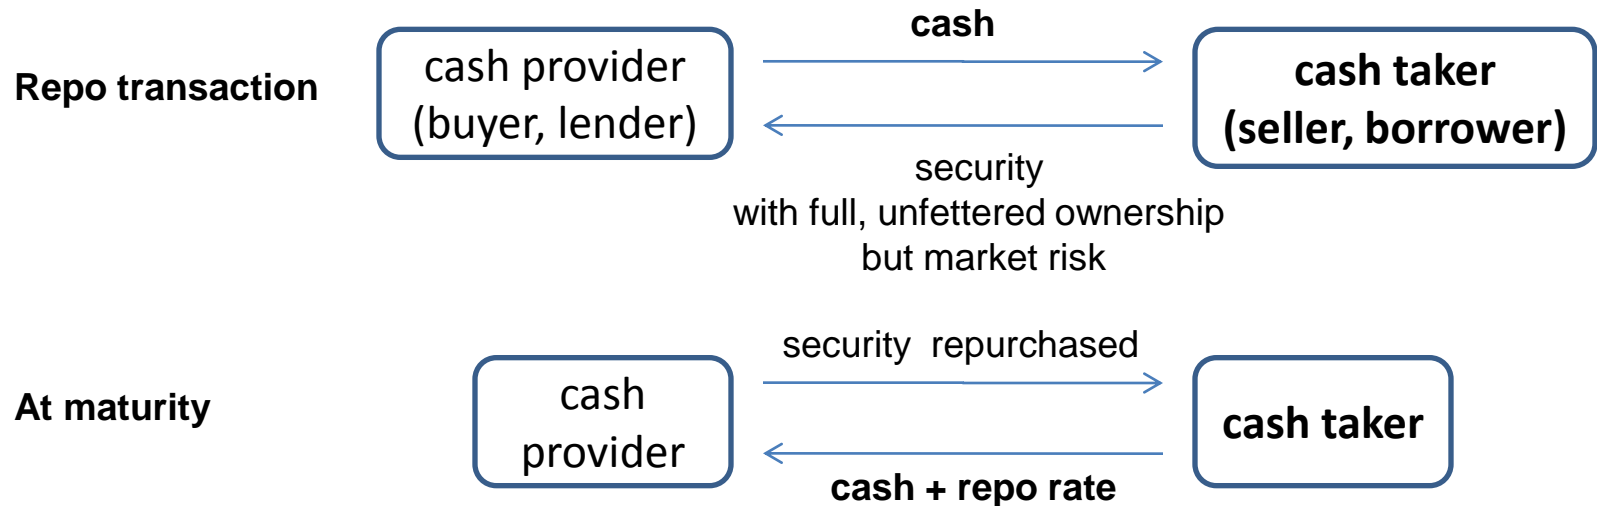 Repo transaction
cash provider
(buyer, lender)
cash
cash taker
(seller, borrower)
security
with full, unfettered ownership
but market risk
At maturity
cash
provider
security repurchased
cash taker
cash + repo rate